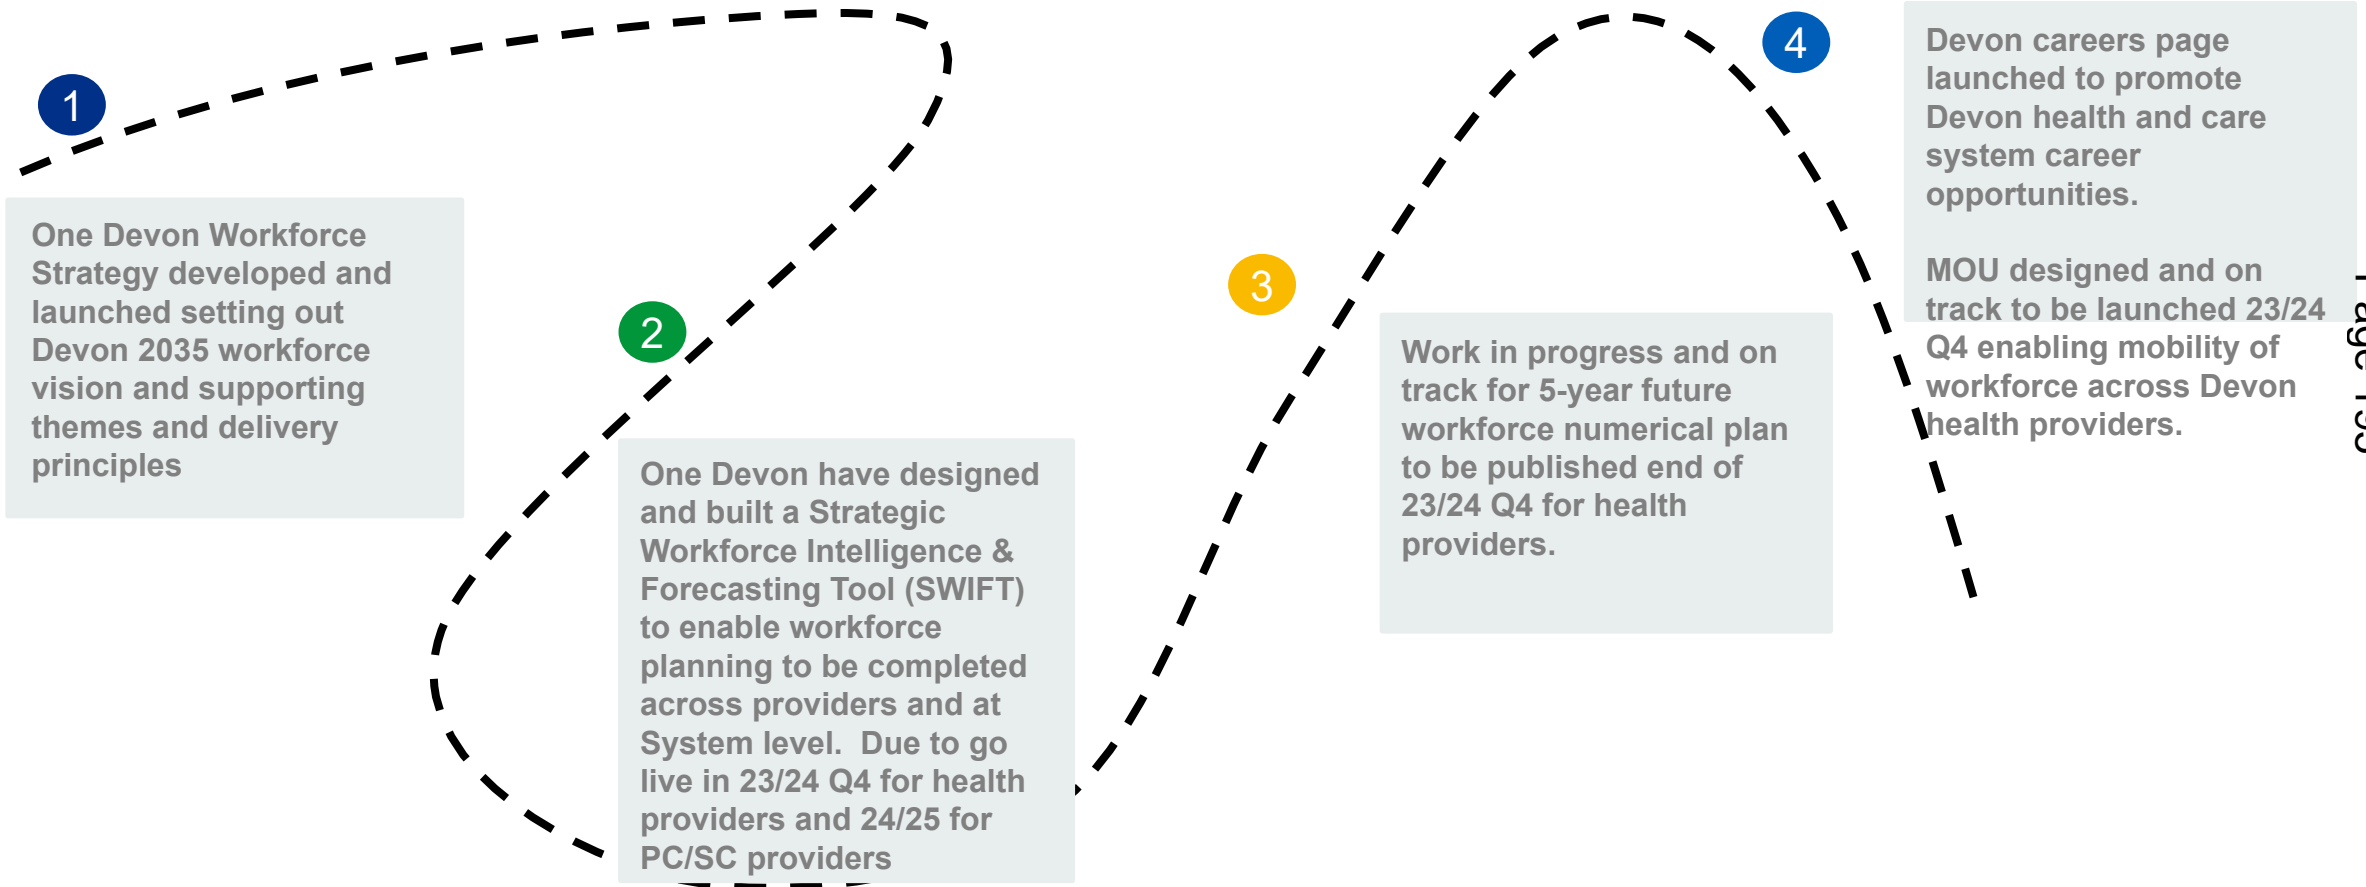 1
One Devon Workforce
Strategy developed and
launched setting out
Devon 2035 workforce
vision and supporting
themes and delivery
principles
2
One Devon have designed
and built a Strategic
Workforce Intelligence &
Forecasting Tool (SWIFT)
to enable workforce
planning to be completed
across providers and at
System level.  Due to go
live in 23/24 Q4 for health
providers and 24/25 for
PC/SC providers
3
Work in progress and on
track for 5-year future
workforce numerical plan
to be published end of
23/24 Q4 for health
providers.
4
Devon careers page
launched to promote
Devon health and care
system career
opportunities.
MOU designed and on
track to be launched 23/24
Q4 enabling mobility of
workforce across Devon
health providers.
Page